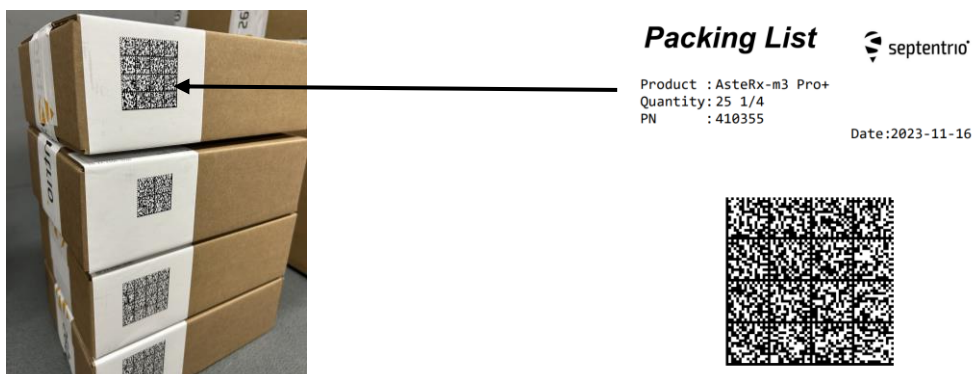 Packing List
septentrio
Product : AsteRx-m3 Pro+
Quantity: 25 1/4
PN : 410355
Date:2023-11-16